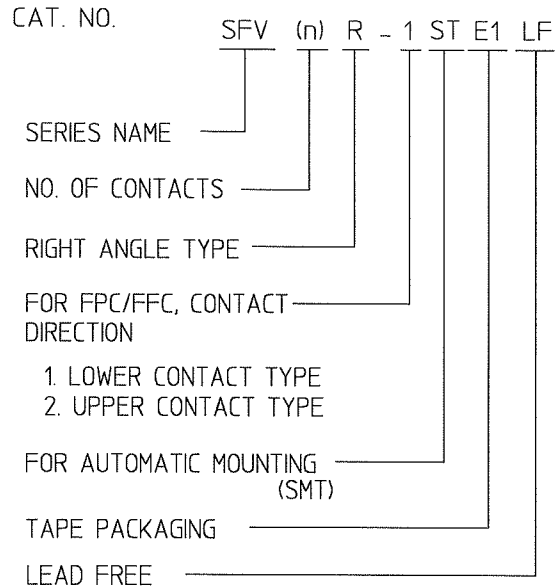 CAT. NO.
SFV (n) R - 1 ST E1 LF
SERIES NAME
NO. OF CONTACTS
RIGHT ANGLE TYPE
FOR FPC/FFC, CONTACT
DIRECTION
1. LOWER CONTACT TYPE
2. UPPER CONTACT TYPE
FOR AUTOMATIC MOUNTING
(SMT)
TAPE PACKAGING
LEAD FREE